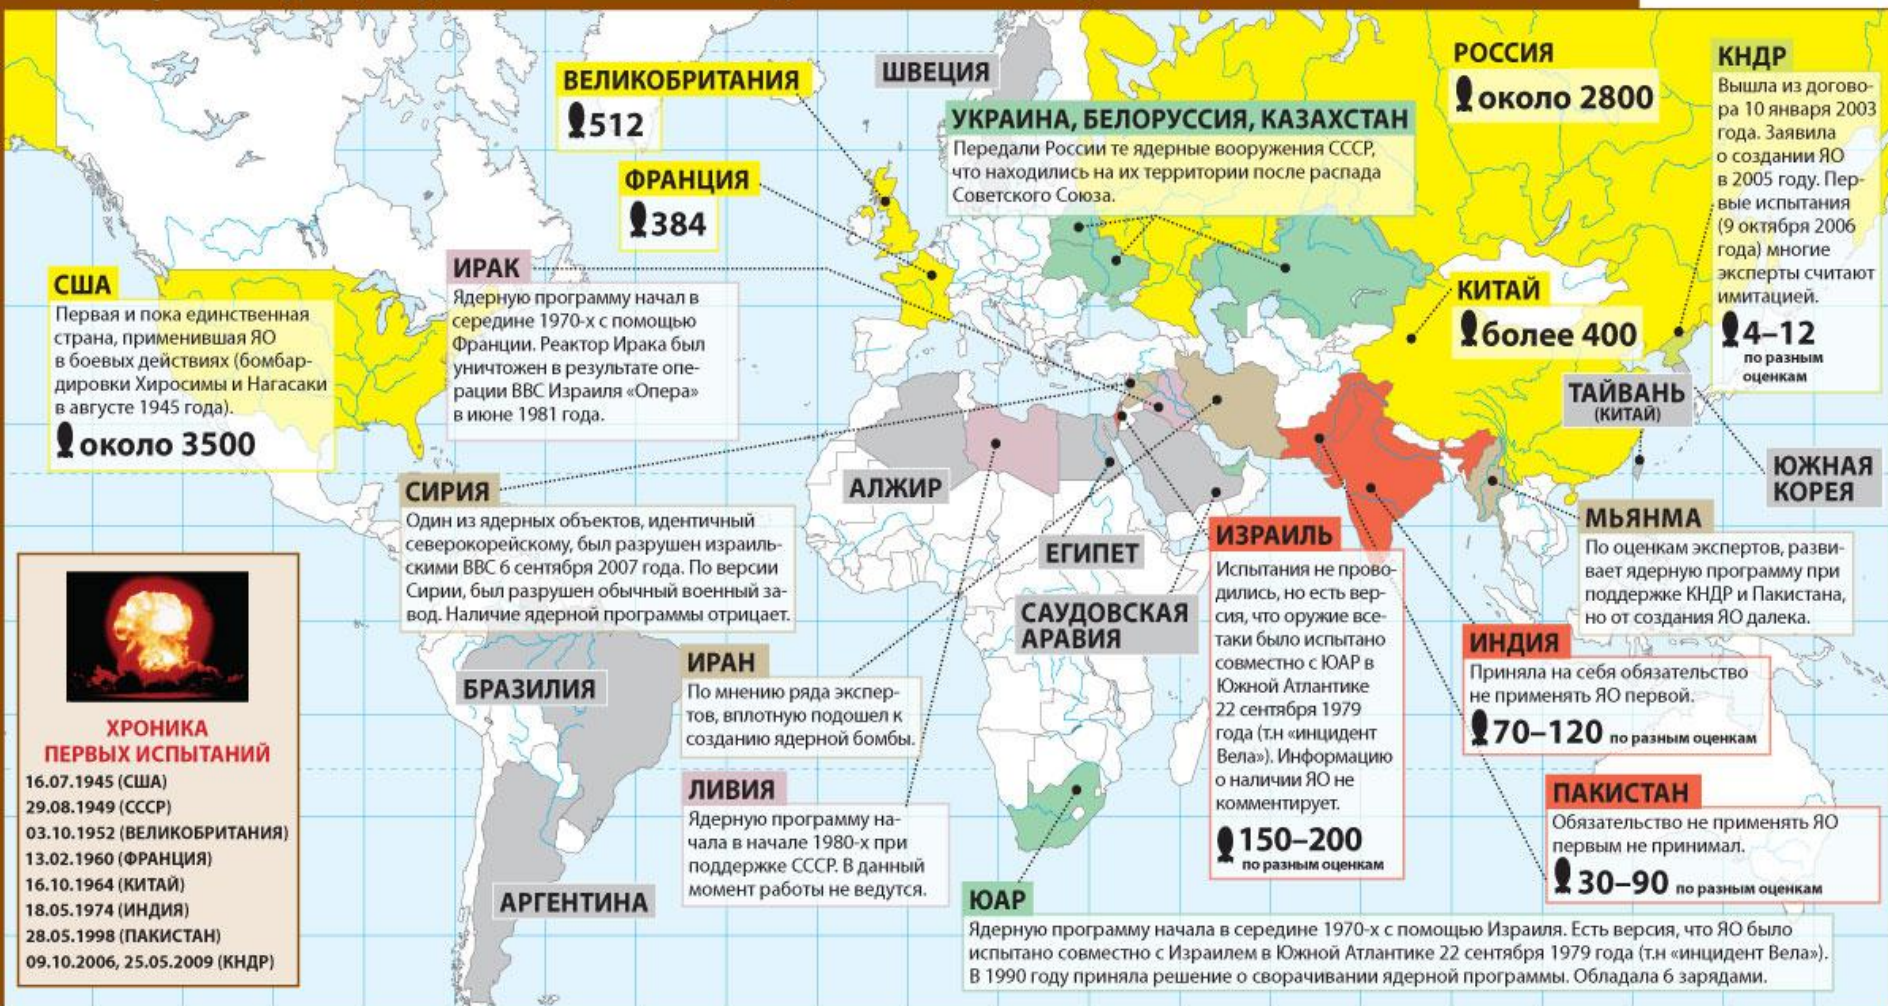 ВЕЛИКОБРИТАНИЯ
512
ФРАНЦИЯ
384
ШВЕЦИЯ
УКРАИНА, БЕЛОРУССИЯ, КАЗАХСТАН
Передали России те ядерные вооружения СССР,
что находились на их территории после распада
Советского Союза.
РОССИЯ
около 2800
КНДР
Вышла из догово-
ра 10 января 2003
года. Заявила
о создании ЯО
в 2005 году. Пер-
вые испытания
(9 октября 2006
года) многие
эксперты считают
имитацией.
4–12
по разным
оценкам
США
Первая и пока единственная
страна, применившая ЯО
в боевых действиях (бомбар-
дировки Хиросимы и Нагасаки
в августе 1945 года).
около 3500
ИРАК
Ядерную программу начал в
середине 1970-х с помощью
Франции. Реактор Ирака был
уничтожен в результате опе-
рации ВВС Израиля «Опера»
в июне 1981 года.
КИТАЙ
более 400
ТАЙВАНЬ
(КИТАЙ)
ЮЖНАЯ
КОРЕЯ
СИРИЯ
Один из ядерных объектов, идентичный
северокорейскому, был разрушен израиль-
скими ВВС 6 сентября 2007 года. По версии
Сирии, был разрушен обычный военный за-
вод. Наличие ядерной программы отрицает.
АЛЖИР
ЕГИПЕТ
САУДОВСКАЯ
АРАВИЯ
ИЗРАИЛЬ
Испытания не прово-
дились, но есть вер-
сия, что оружие все-
таки было испытано
совместно с ЮАР в
Южной Атлантике
22 сентября 1979
года (т.н «инцидент
Вела»). Информацию
о наличии ЯО не
комментирует.
150–200
по разным оценкам
МЬЯНМА
По оценкам экспертов, разви-
вает ядерную программу при
поддержке КНДР и Пакистана,
но от создания ЯО далека.
ИНДИЯ
Приняла на себя обязательство
не применять ЯО первой.
70–120 по разным оценкам
ПАКИСТАН
Обязательство не применять ЯО
первым не принимал.
30–90 по разным оценкам
БРАЗИЛИЯ
ИРАН
По мнению ряда экспер-
тов, вплотную подошел к
созданию ядерной бомбы.
ЛИВИЯ
Ядерную программу на-
чала в начале 1980-х при
поддержке СССР. В данный
момент работы не ведутся.
АРГЕНТИНА
ЮАР
Ядерную программу начала в середине 1970-х с помощью Израиля. Есть версия, что ЯО было
испытано совместно с Израилем в Южной Атлантике 22 сентября 1979 года (т.н «инцидент Вела»).
В 1990 году приняла решение о сворачивании ядерной программы. Обладала 6 зарядами.
ХРОНИКА
ПЕРВЫХ ИСПЫТАНИЙ
16.07.1945 (США)
29.08.1949 (СССР)
03.10.1952 (ВЕЛИКОБРИТАНИЯ)
13.02.1960 (ФРАНЦИЯ)
16.10.1964 (КИТАЙ)
18.05.1974 (ИНДИЯ)
28.05.1998 (ПАКИСТАН)
09.10.2006, 25.05.2009 (КНДР)